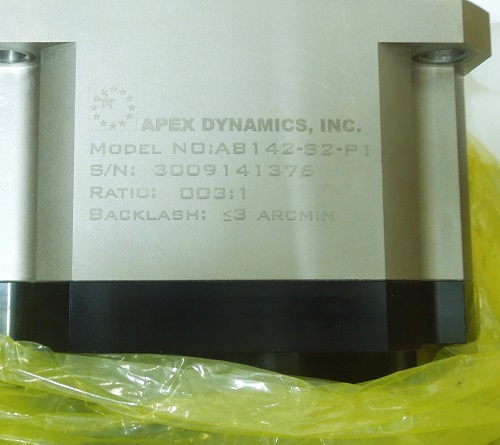 APEX DYNAMICS, INC.
MODEL NO:AB142-S2-P1
S/N: 3009141376
RATIO: 003:1
BACKLASH: ≤3 ARCMIN